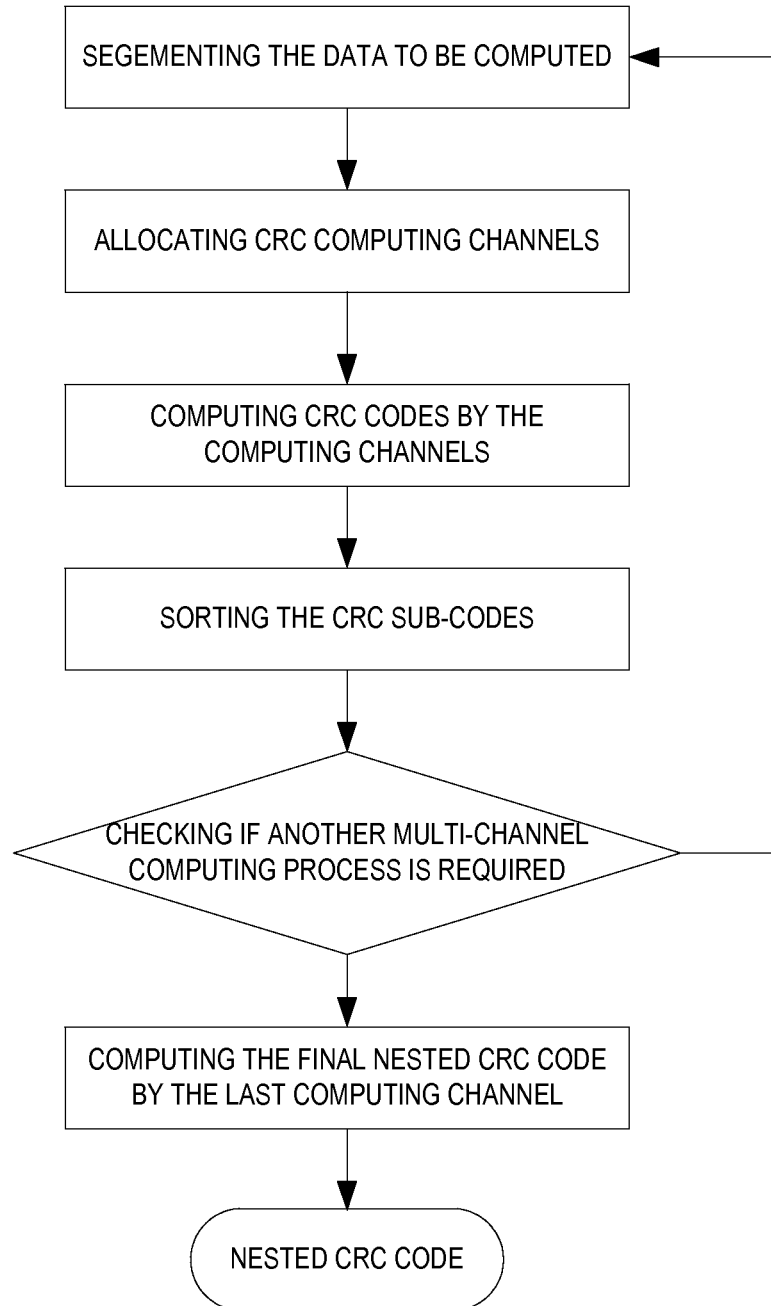 SEGEMENTING THE DATA TO BE COMPUTED
ALLOCATING CRC COMPUTING CHANNELS
COMPUTING CRC CODES BY THE
COMPUTING CHANNELS
SORTING THE CRC SUB-CODES
CHECKING IF ANOTHER MULTI-CHANNEL
COMPUTING PROCESS IS REQUIRED
COMPUTING THE FINAL NESTED CRC CODE
BY THE LAST COMPUTING CHANNEL
NESTED CRC CODE